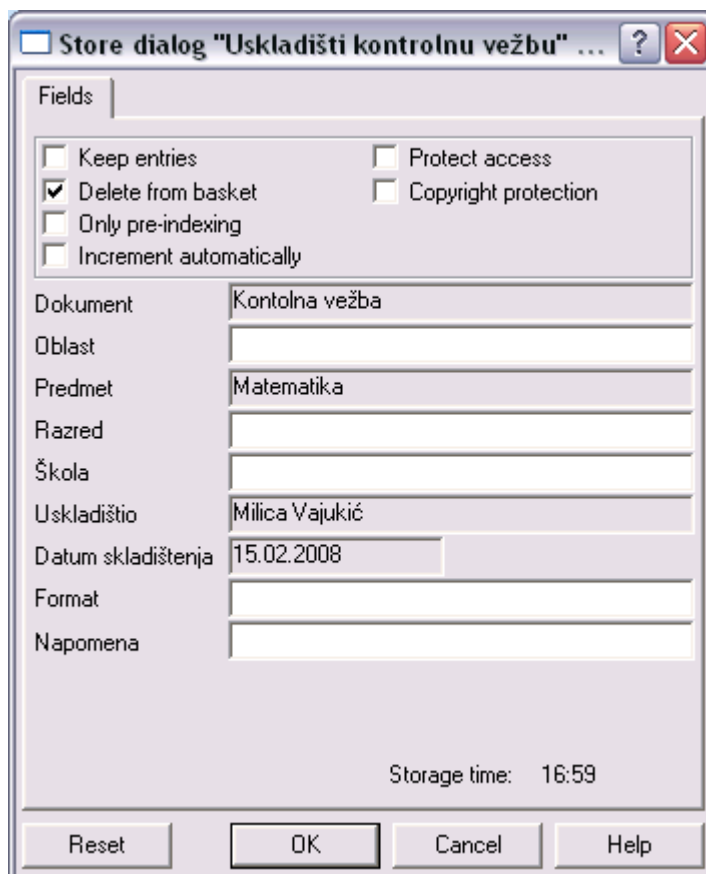 Store dialog "Uskladišti kontrolnu vežbu" ...
Fields
Keep entries
Protect access
Delete from basket
Copyright protection
Only pre-indexing
Increment automatically
Dokument Kontolna vežba
Oblast
Predmet Matematika
Razred
Škola
Uskladištio Milica Vajukić
Datum skladištenja 15.02.2008
Format
Napomena
Storage time: 16:59
Reset OK Cancel Help